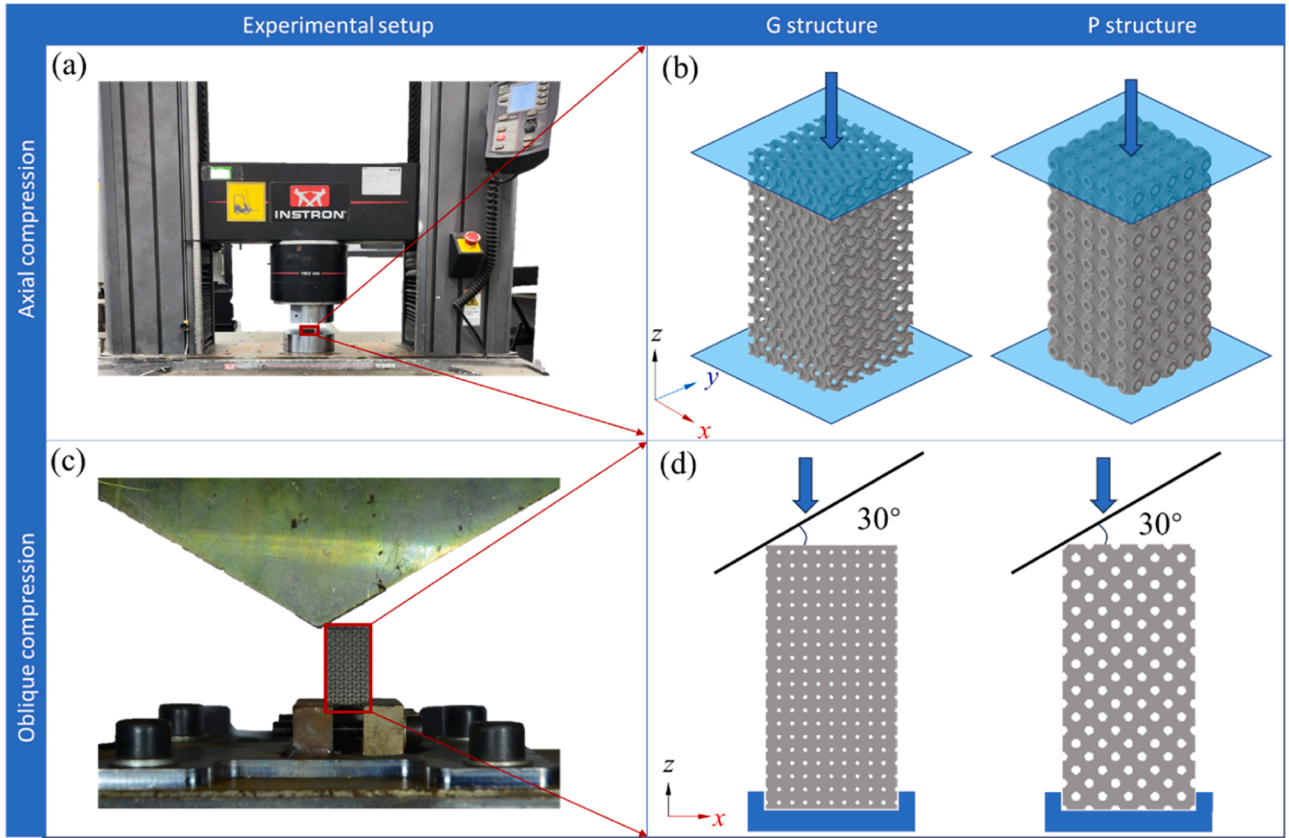 Experimental setup
G structure
P structure
Axial compression
(a)
INSTRON
(b)
z
y
x
Oblique compression
(c)
(d)
30°
30°
z
x